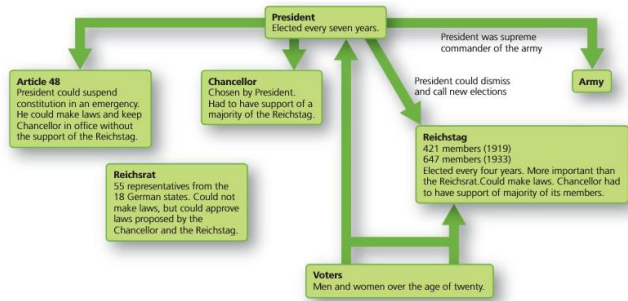 President
Elected every seven years.
President was supreme
commander of the army
Article 48
President could suspend
constitution in an emergency.
He could make laws and keep
Chancellor in office without
the support of the Reichstag.
Chancellor
Chosen by President.
Had to have support of a
majority of the Reichstag.
President could dismiss
and call new elections
Army
Reichstag
421 members (1919)
647 members (1933)
Elected every four years. More important than
the Reichsrat.Could make laws. Chancellor had
to have support of majority of its members.
Reichsrat
55 representatives from the
18 German states. Could not
make laws, but could approve
laws proposed by the
Chancellor and the Reichstag.
Voters
Men and women over the age of twenty.